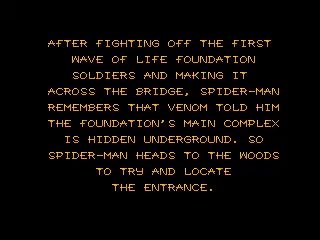 AFTER FIGHTING OFF THE FIRST
WAVE OF LIFE FOUNDATION
SOLDIERS AND MAKING IT
ACROSS THE BRIDGE, SPIDER-MAN
REMEMBERS THAT VENOM TOLD HIM
THE FOUNDATION'S MAIN COMPLEX
IS HIDDEN UNDERGROUND. SO
SPIDER-MAN HEADS TO THE WOODS
TO TRY AND LOCATE
THE ENTRANCE.